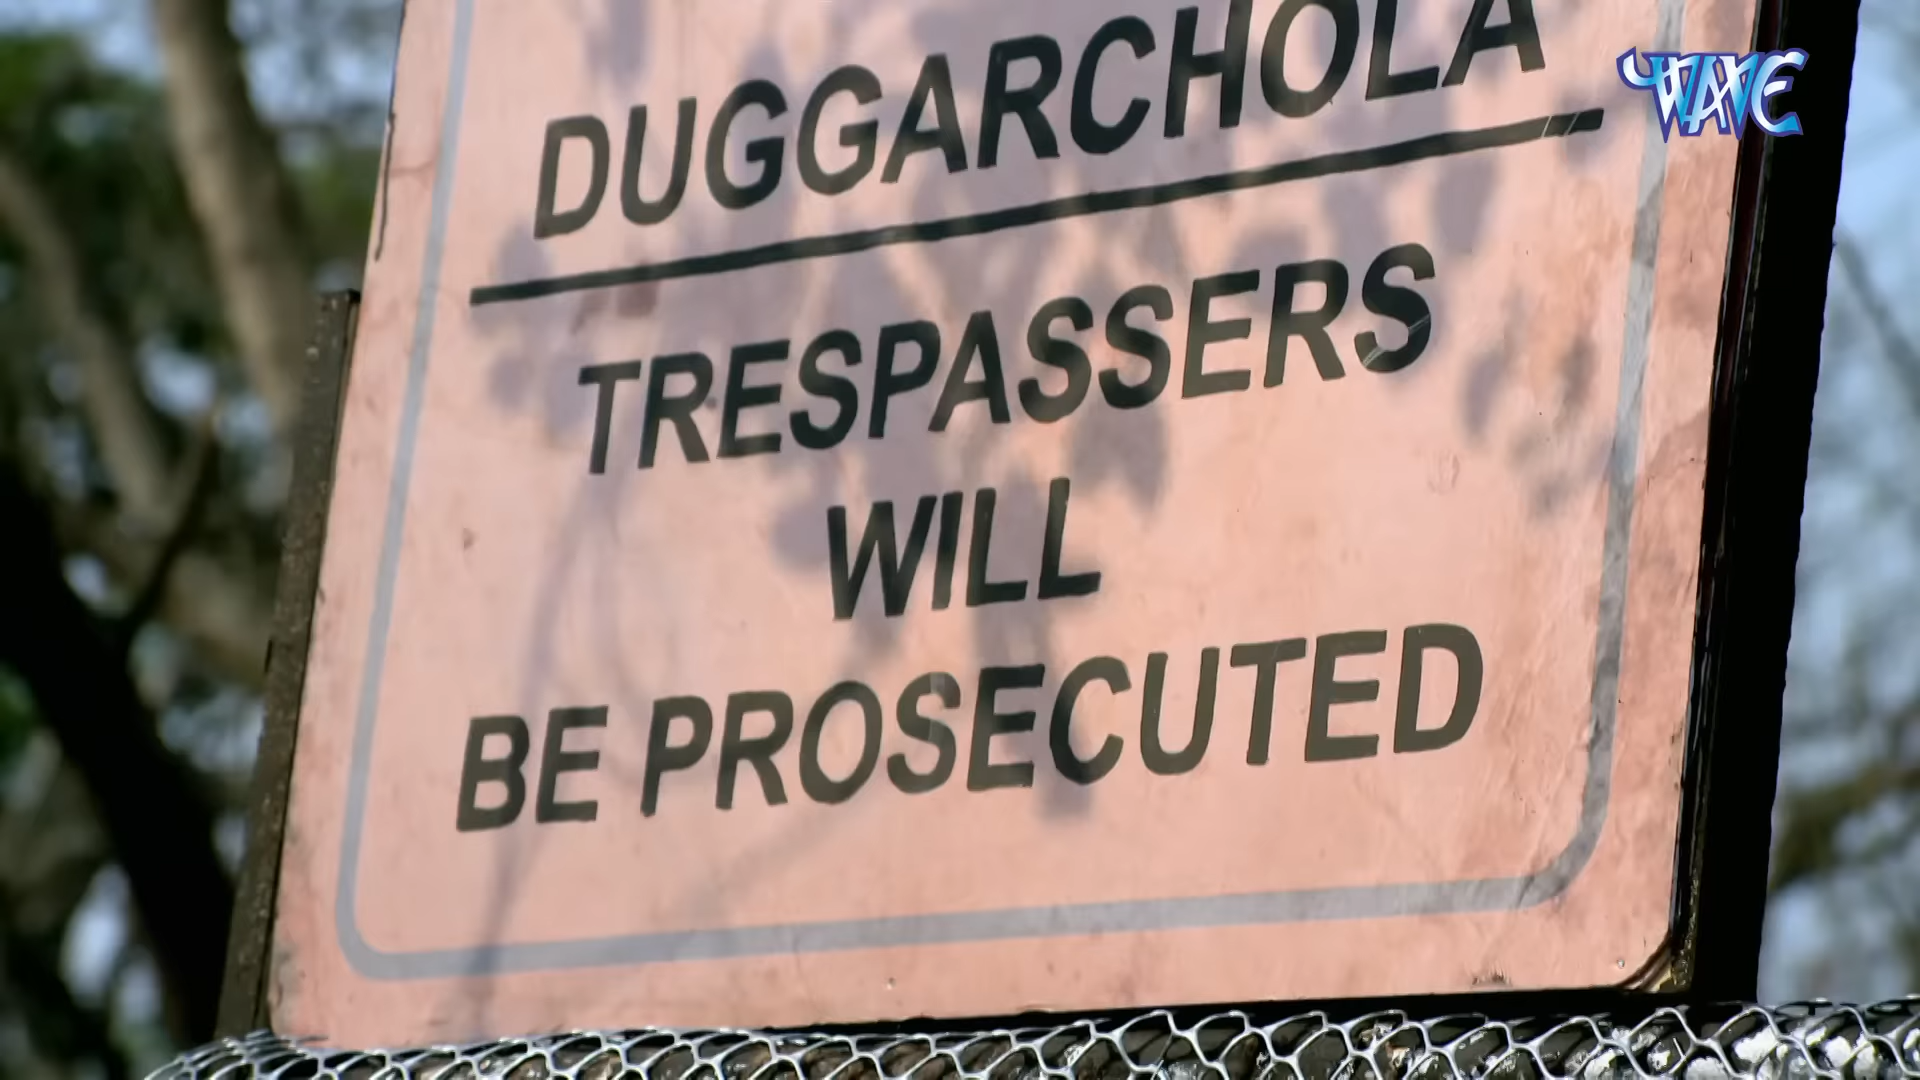 DUGGARCHOLA
WAVE
TRESPASSERS
WILL
BE PROSECUTED